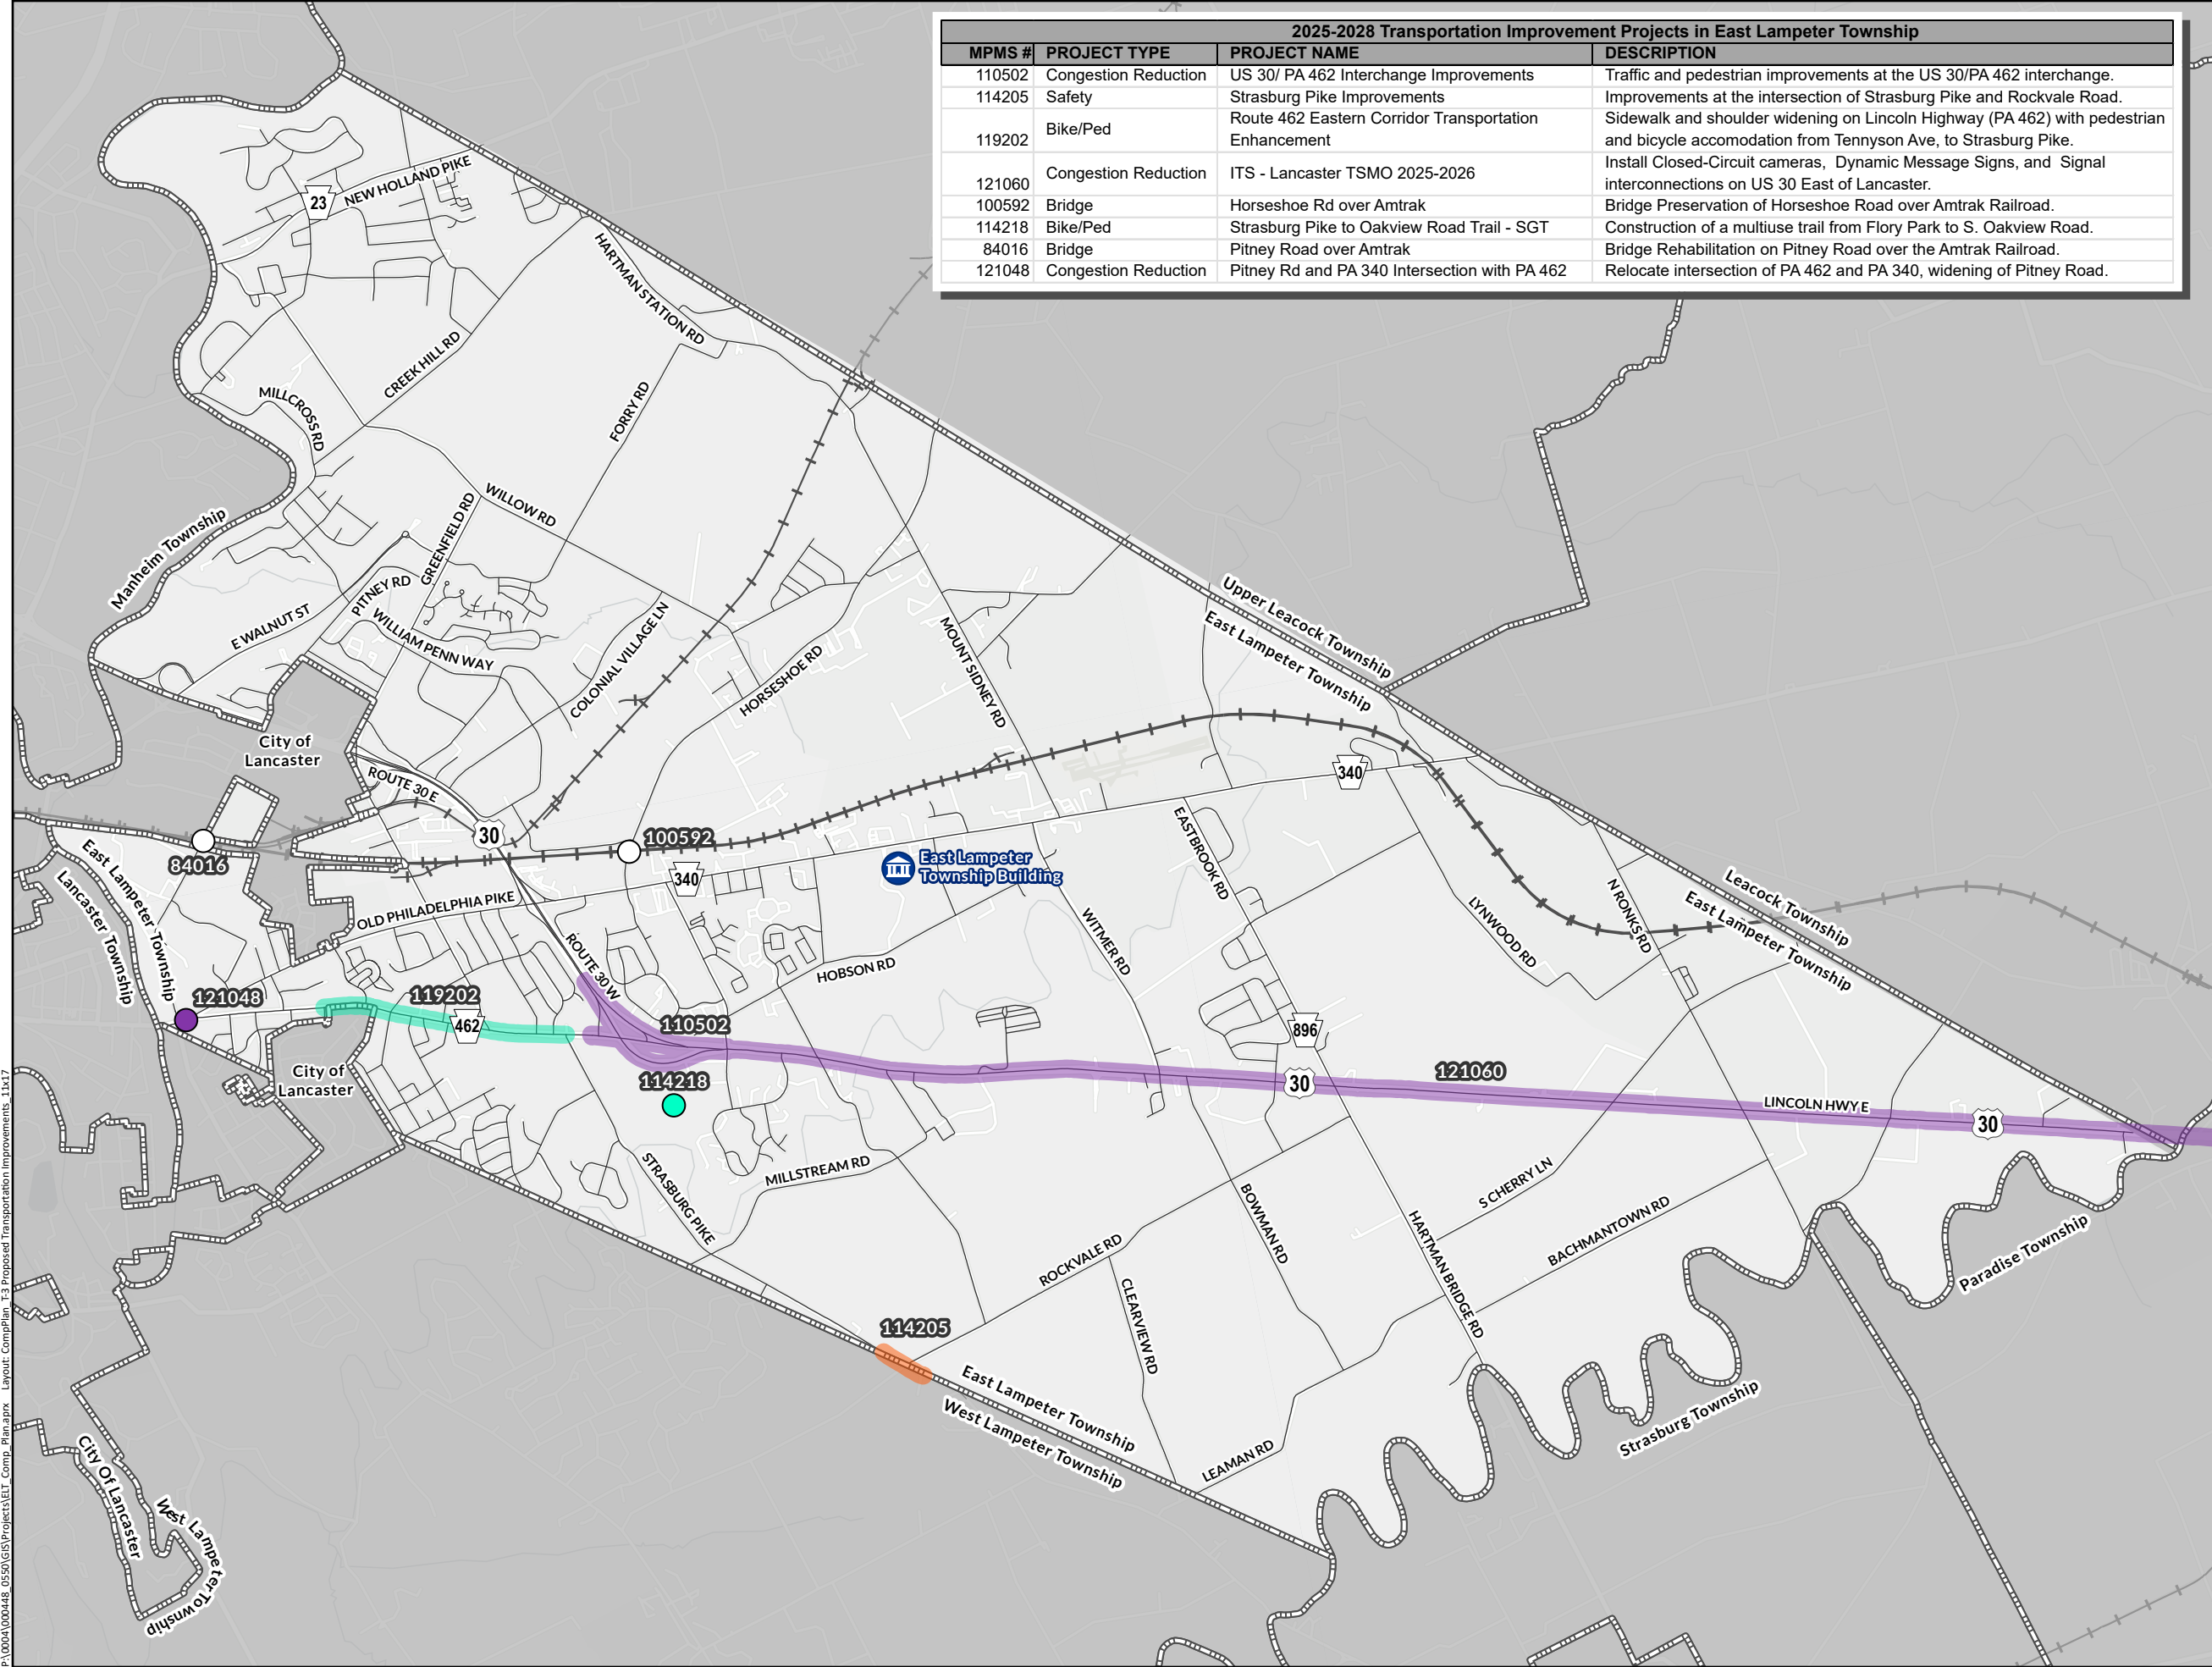 2025-2028 Transportation Improvement Projects in East Lampeter Township
MPMS # PROJECT TYPE PROJECT NAME DESCRIPTION
110502 Congestion Reduction US 30/ PA 462 Interchange Improvements Traffic and pedestrian improvements at the US 30/PA 462 interchange.
114205 Safety Strasburg Pike Improvements Improvements at the intersection of Strasburg Pike and Rockvale Road.
119202 Bike/Ped Route 462 Eastern Corridor Transportation Enhancement Sidewalk and shoulder widening on Lincoln Highway (PA 462) with pedestrian and bicycle accomodation from Tennyson Ave, to Strasburg Pike.
121060 Congestion Reduction ITS - Lancaster TSMO 2025-2026 Install Closed-Circuit cameras, Dynamic Message Signs, and Signal interconnections on US 30 East of Lancaster.
100592 Bridge Horseshoe Rd over Amtrak Bridge Preservation of Horseshoe Road over Amtrak Railroad.
114218 Bike/Ped Strasburg Pike to Oakview Road Trail - SGT Construction of a multiuse trail from Flory Park to S. Oakview Road.
84016 Bridge Pitney Road over Amtrak Bridge Rehabilitation on Pitney Road over the Amtrak Railroad.
121048 Congestion Reduction Pitney Rd and PA 340 Intersection with PA 462 Relocate intersection of PA 462 and PA 340, widening of Pitney Road.
NEW HOLLAND PIKE
23
HARTMAN STATION RD
CREEK HILL RD
MILLCROSS RD
FORRY RD
WILLOW RD
GREENFIELD RD
Manheim Township
PITNEY RD
E WALNUT ST
WILLIAM PENN WAY
COLONIAL VILLAGE LN
HORSESHOE RD
MOUNT SIDNEY RD
Upper Leacock Township
East Lampeter Township
City of
Lancaster
ROUTE 30 E
30
340
100592
84016
340
East Lampeter
Township Building
EASTBROOK RD
East Lampeter Township
Lancaster Township
OLD PHILADELPHIA PIKE
ROUTE 30 W
HOBSON RD
WITMER RD
LYNWOOD RD
N RONKS RD
Leacock Township
East Lampeter Township
121048
119202
462
110502
896
114218
30
121060
LINCOLN HWY E
30
City of
Lancaster
STRASBURG PIKE
MILLSTREAM RD
ROCKVALE RD
BOWMAN RD
S CHERRY LN
BACHMANTOWN RD
HARTMAN BRIDGE RD
Paradise Township
CLEARVIEW RD
114205
East Lampeter Township
West Lampeter Township
LEAMAN RD
Strasburg Township
City Of Lancaster
West Lampeter Township
P:\0004\000448_0550\GIS\Projects\ELT_Comp_Plan.aprx Layout: CompPlan_T-3 Proposed Transportation Improvements_11x17